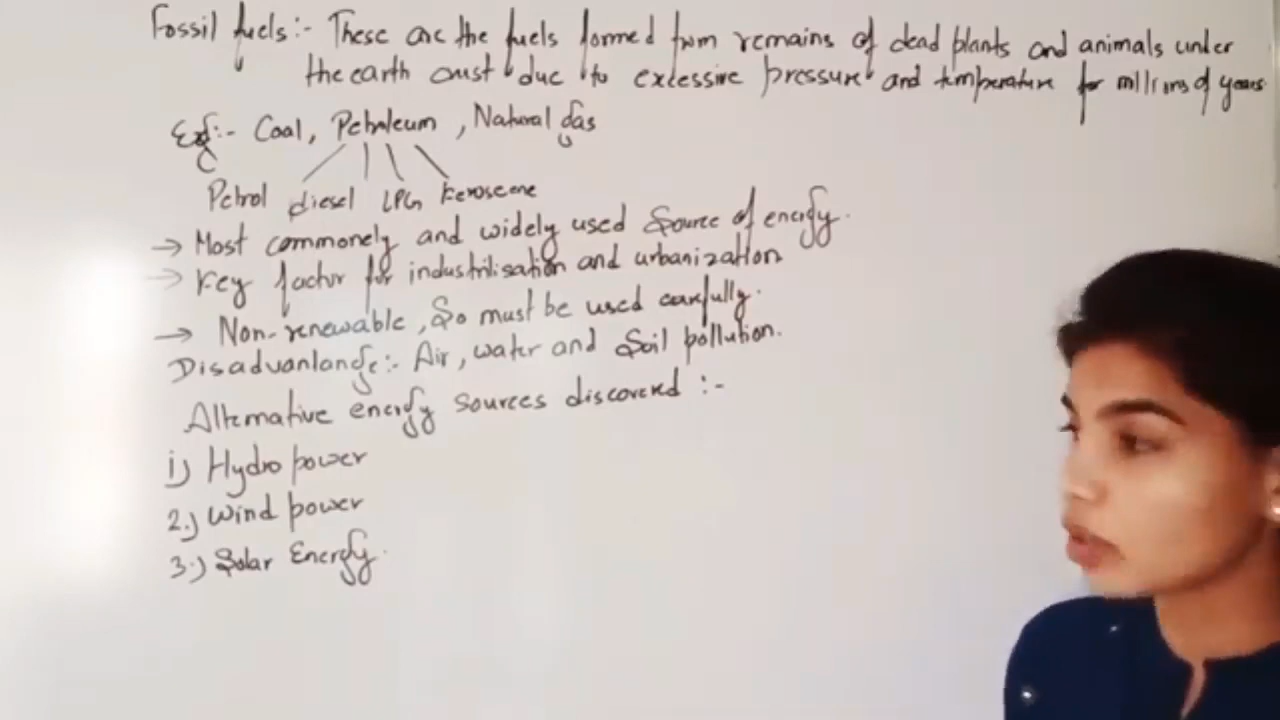 Fossil fuels:- These are the fuels formed from remains of dead plants and animals under
the earth crust due to excessive pressure and temperature for millions of years
Eg:- Coal, Petroleum, Natural Gas
Petrol diesel LPG Keroscene
→ Most commonely and widely used Source of energy.
→ Key factor for industrilisation and urbanization
→ Non-renewable, So must be used carefully.
Disadvantage:- Air, water and Soil pollution.
Alternative energy sources discovered :-
1) Hydro power
2.) Wind power
3.) Solar Energy.